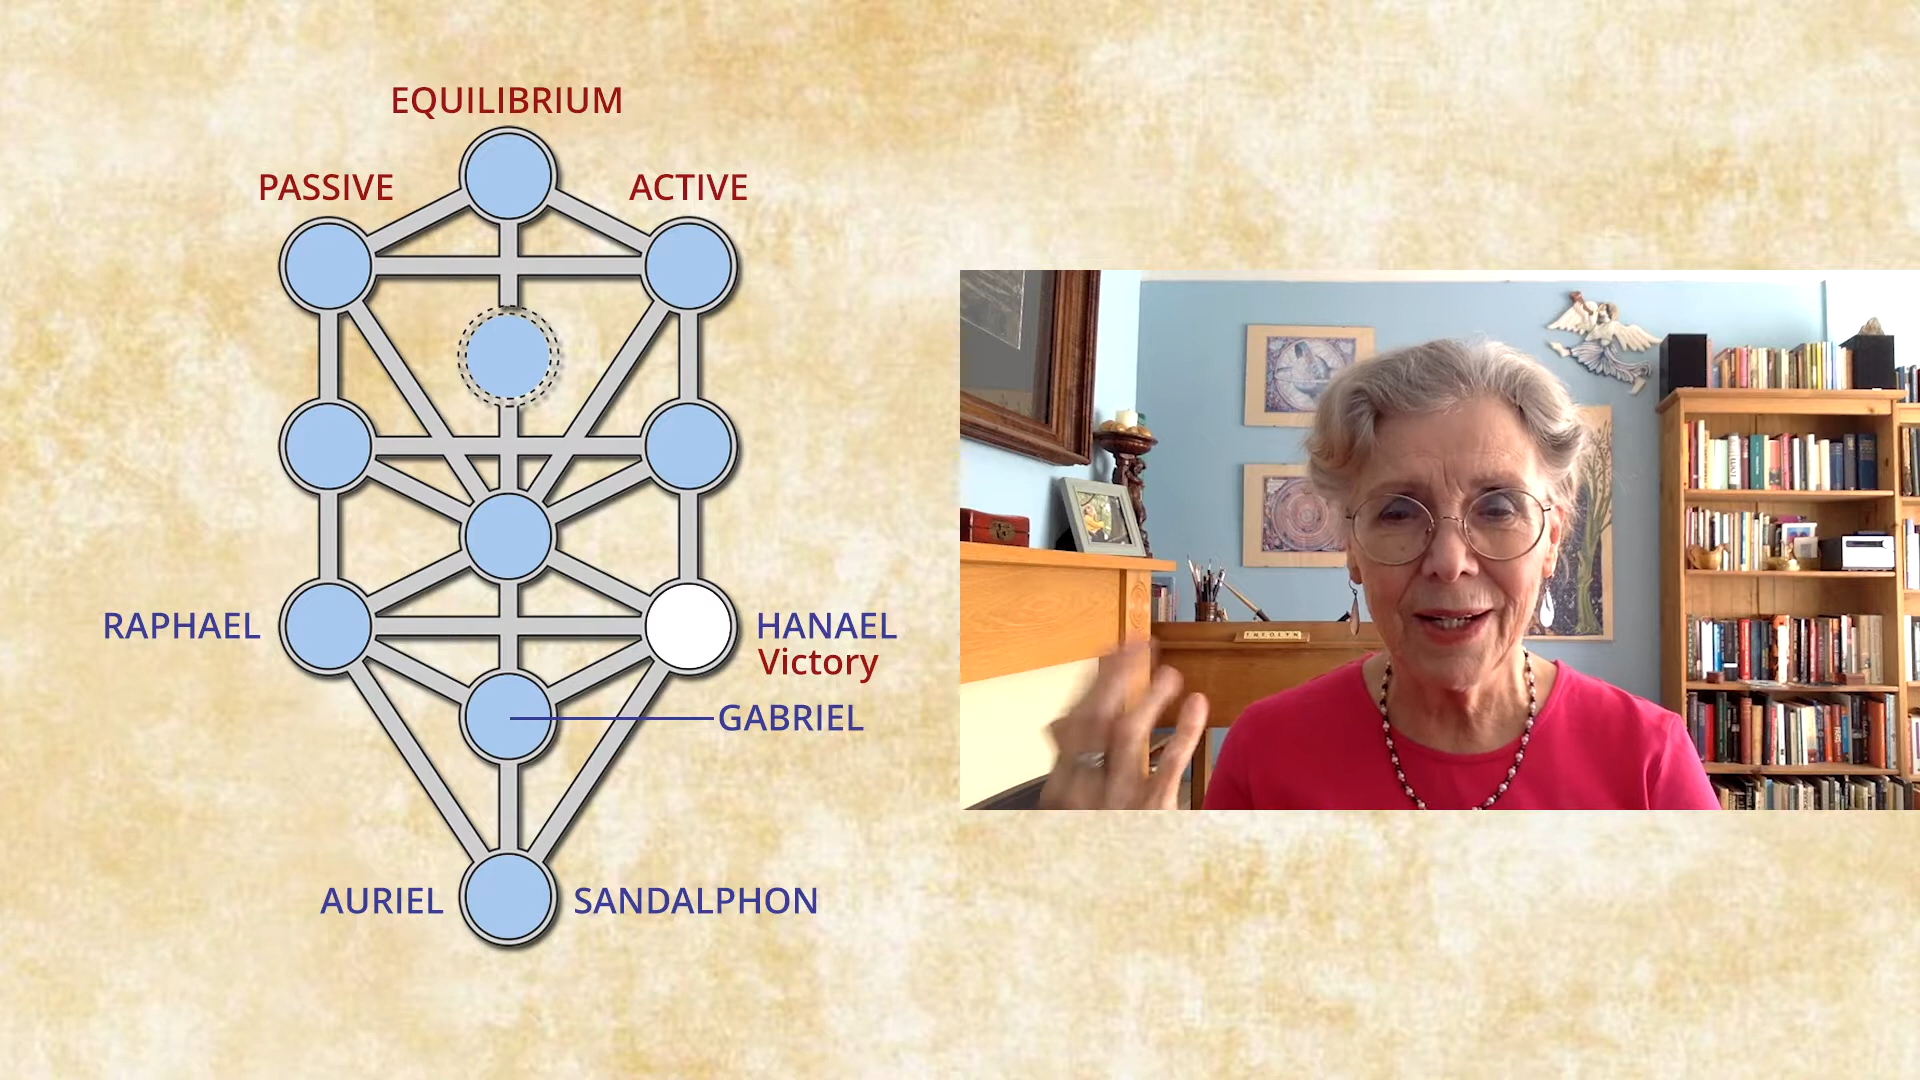 EQUILIBRIUM
PASSIVE
ACTIVE
RAPHAEL
HANAEL
Victory
GABRIEL
AURIEL
SANDALPHON